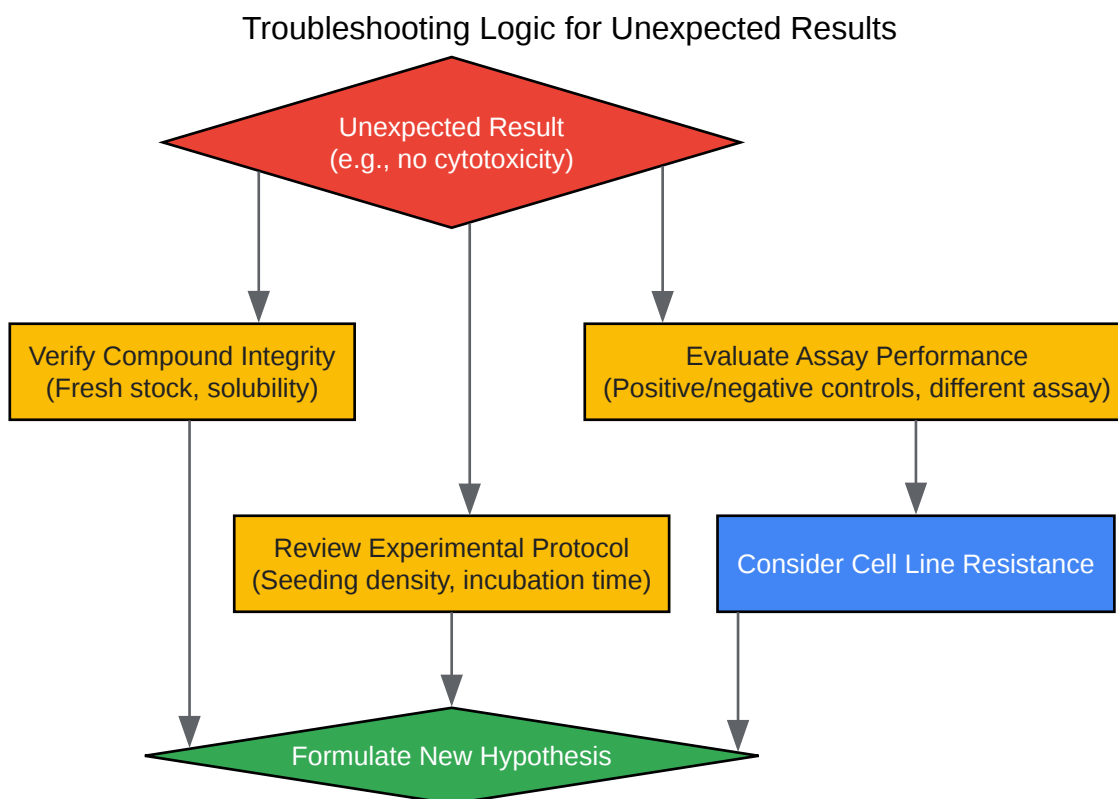 Troubleshooting Logic for Unexpected Results
Unexpected Result
(e.g., no cytotoxicity)
Verify Compound Integrity
(Fresh stock, solubility)
Evaluate Assay Performance
(Positive/negative controls, different assay)
Review Experimental Protocol
(Seeding density, incubation time)
Consider Cell Line Resistance
Formulate New Hypothesis